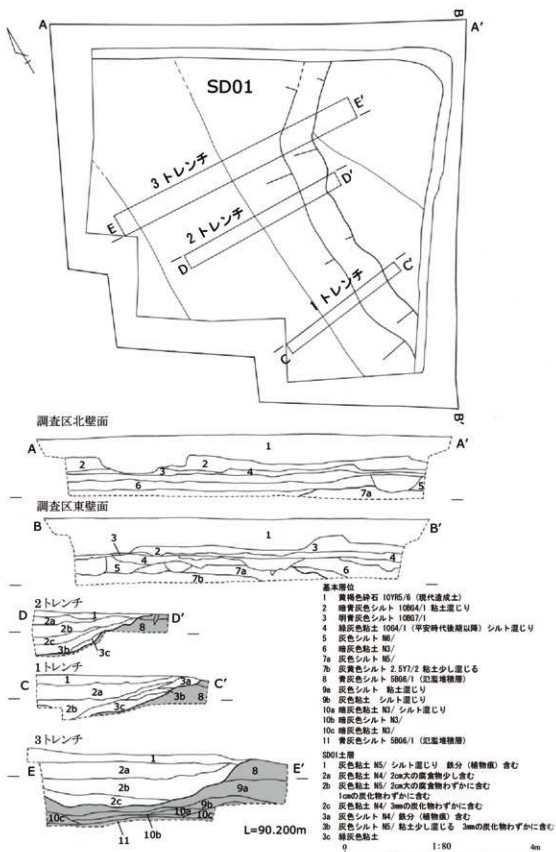 A
B
A'
SD01
E'
3 トレンチ
D'
E
2 トレンチ
D
C'
1 トレンチ
C
B'
調査区北壁面
A
1
A'
2
2
3
4
6
7a
5
調査区東壁面
B
1
B'
3
2
3
4
4
5
7a
6
7b
2トレンチ
D
1
D'
2a
2b
8
2c
3b
3c
1トレンチ
C
1
3a
C'
2a
3b
8
2b
3c
3トレンチ
E
1
E'
2a
8
2b
9a
2c
9b
10a
10c
10c
11
10b
L=90.200m
基本層位
1 黄褐色砕石 10YR5/6 (現代造成土)
2 暗青灰色シルト 10BG4/1 粘土混じり
3 明青灰色シルト 10BG7/1
4 緑灰色粘土 10G4/1 (平安時代後期以降) シルト混じり
5 灰色シルト N6/
6 暗灰色粘土 N3/
7a 灰色シルト N5/
7b 灰黄色シルト 2.5Y7/2 粘土少し混じる
8 青灰色シルト 5BG6/1 (氾濫堆積層)
9a 灰色シルト 粘土混じり
9b 灰色粘土 シルト混じり
10a 暗灰色粘土 N3/ シルト混じり
10b 暗灰色シルト N3/
10c 暗灰色粘土 N3/
11 青灰色シルト 5BG6/1 (氾濫堆積層)
SD01土層
1 灰色粘土 N5/ シルト混じり 鉄分 (植物痕) 含む
2a 灰色粘土 N4/ 2cm大の腐食物少し含む
2b 灰色粘土 N5/ 2cm大の腐食物わずかに含む
1cmの炭化物わずかに含む
2c 灰色粘土 N4/ 3mmの炭化物わずかに含む
3a 灰色シルト N4/ 鉄分 (植物痕) 含む
3b 灰色シルト N5/ 粘土少し混じる 3mmの炭化物わずかに含む
3c 緑灰色粘土
0 1:80 4m